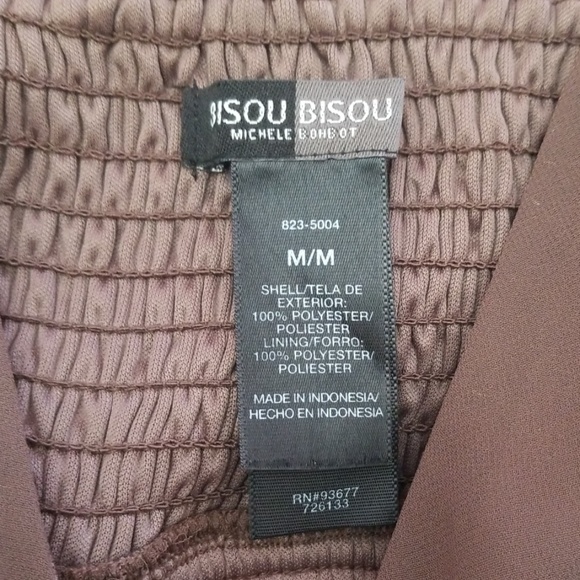 BISOU BISOU
MICHELE BOHBOT
823-5004
M/M
SHELL/TELA DE
EXTERIOR:
100% POLYESTER/
POLIESTER
LINING/FORRO:
100% POLYESTER/
POLIESTER
MADE IN INDONESIA/
HECHO EN INDONESIA
RN#93677
726133